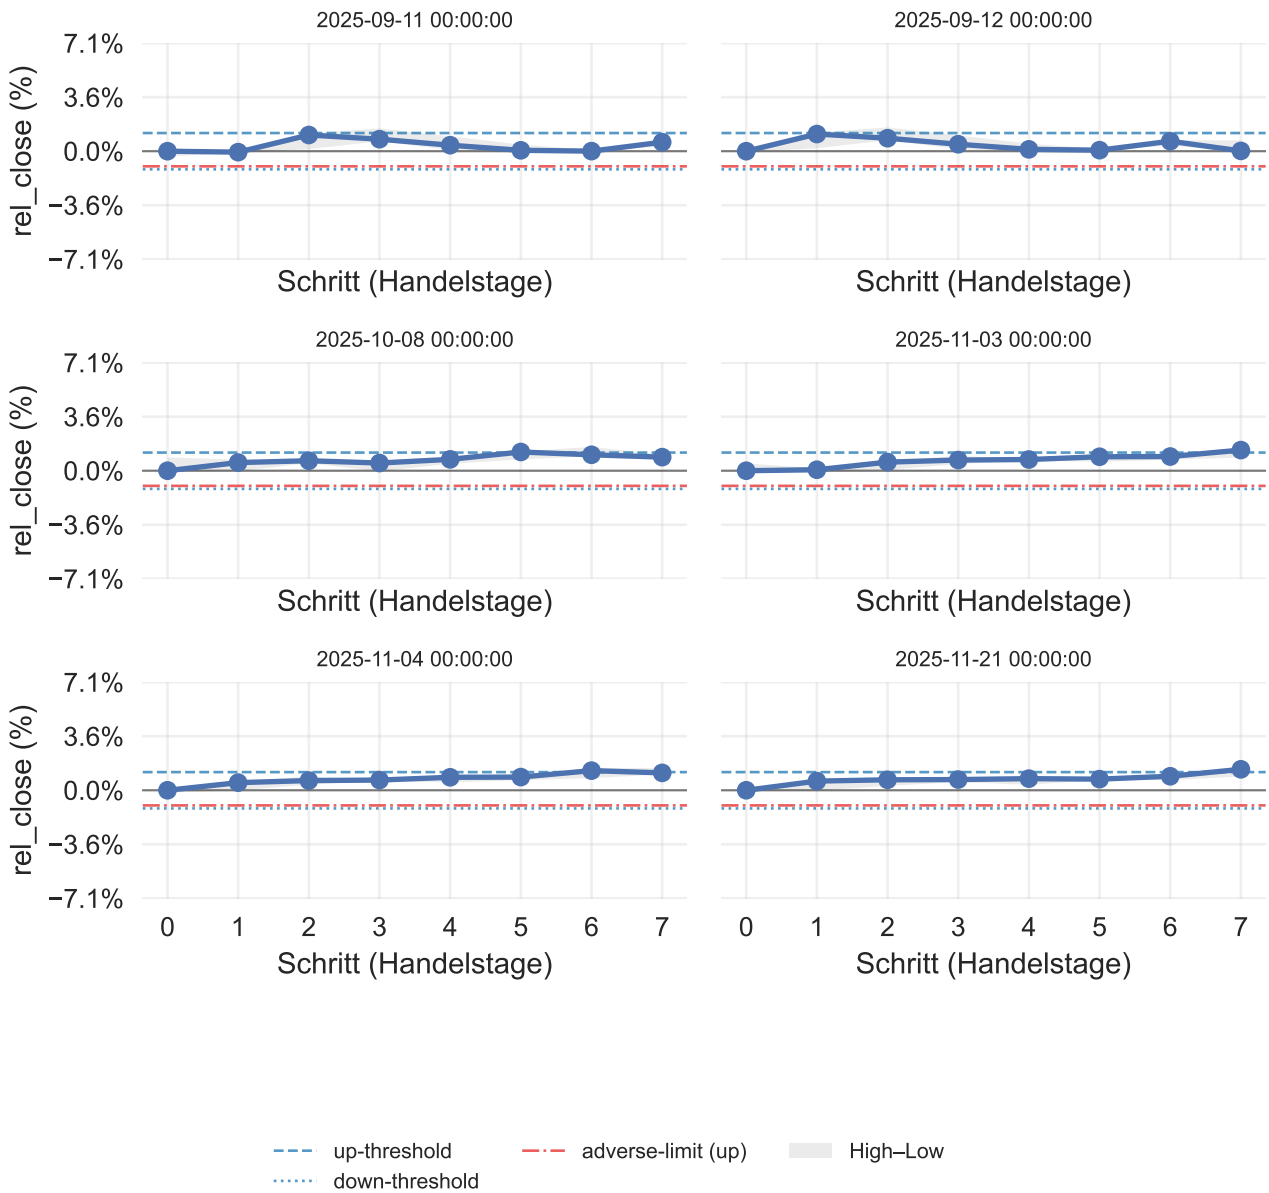 2025-09-11 00:00:00
7.1%
3.6%
0.0%
−3.6%
−7.1%
rel_close (%)
Schritt (Handelstage)
2025-09-12 00:00:00
Schritt (Handelstage)
2025-10-08 00:00:00
7.1%
3.6%
0.0%
−3.6%
−7.1%
rel_close (%)
Schritt (Handelstage)
2025-11-03 00:00:00
Schritt (Handelstage)
2025-11-04 00:00:00
7.1%
3.6%
0.0%
−3.6%
−7.1%
rel_close (%)
0 1 2 3 4 5 6 7
Schritt (Handelstage)
2025-11-21 00:00:00
0 1 2 3 4 5 6 7
Schritt (Handelstage)
up-threshold
down-threshold
adverse-limit (up)
High–Low